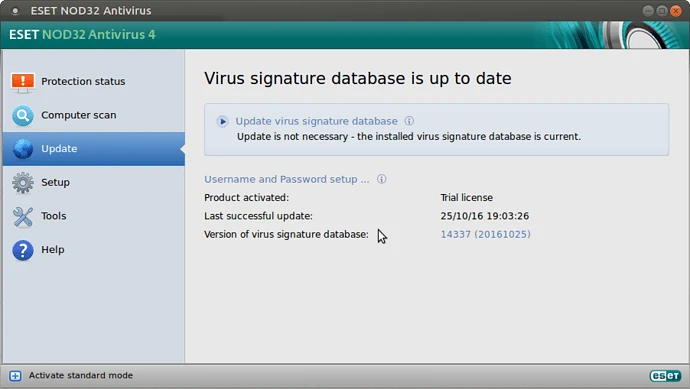 ESET NOD32 Antivirus
ESET NOD32 Antivirus 4
Protection status
Computer scan
Update
Setup
Tools
Help
Virus signature database is up to date
Update virus signature database
Update is not necessary - the installed virus signature database is current.
Username and Password setup ...
Product activated: Trial license
Last successful update: 25/10/16 19:03:26
Version of virus signature database: 14337 (20161025)
Activate standard mode
eseT